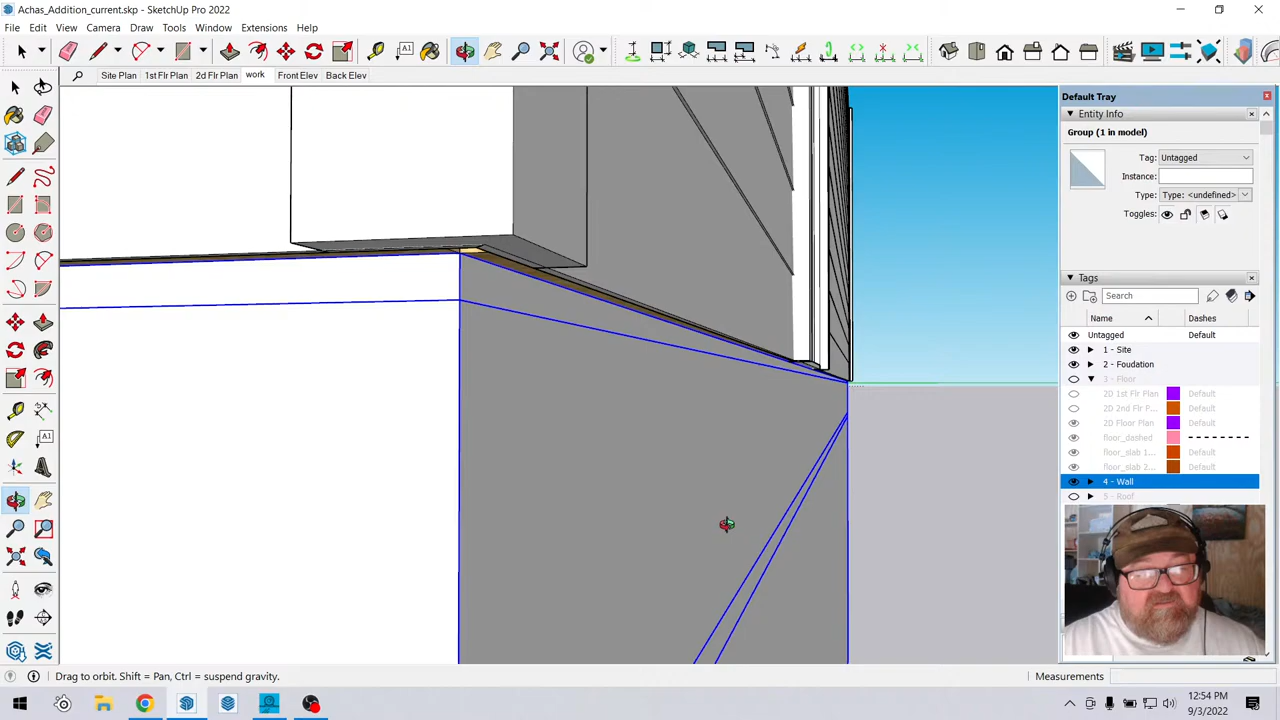 Achas_Addition_current.skp - SketchUp Pro 2022
File Edit View Camera Draw Tools Window Extensions Help
Site Plan 1st Flr Plan 2d Flr Plan work Front Elev Back Elev
Default Tray
Entity Info
Group (1 in model)
Tag: Untagged
Instance:
Type: Type: <undefined>
Toggles:
Tags
Search
Name Dashes
Untagged Default
1 - Site
2 - Foudation
3 - Floor
2D 1st Flr Plan Default
2D 2nd Flr P... Default
2D Floor Plan Default
floor_dashed
floor_slab 1... Default
floor_slab 2... Default
4 - Wall
5 - Roof
Drag to orbit. Shift = Pan, Ctrl = suspend gravity.
Measurements
12:54 PM
9/3/2022